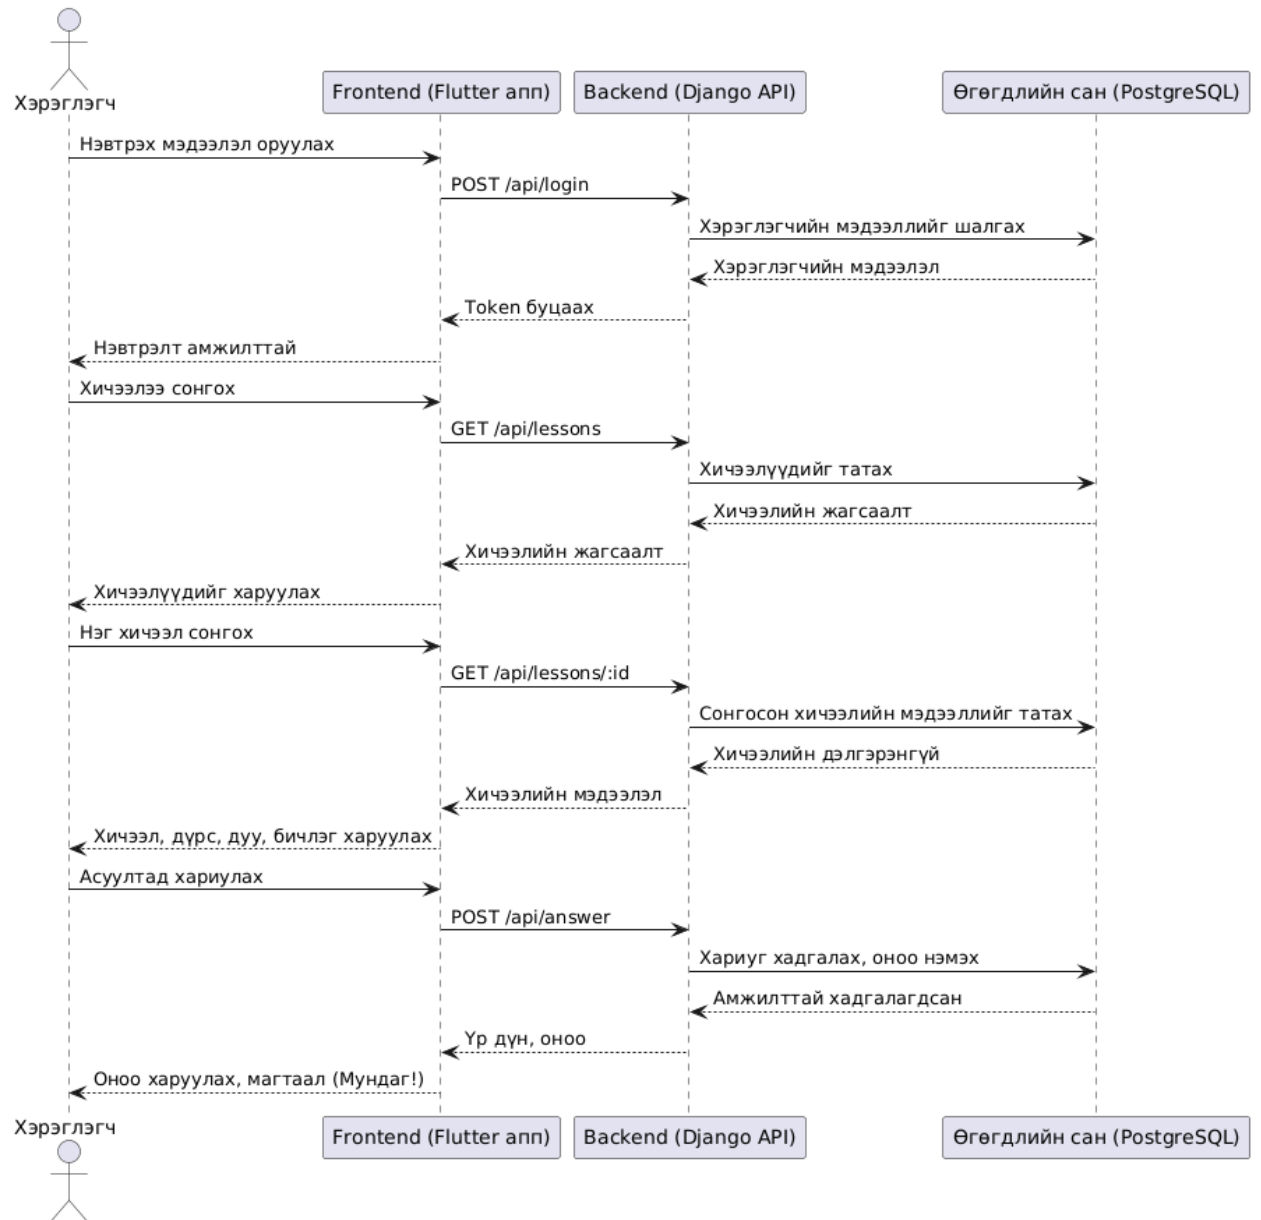 Хэрэглэгч
Frontend (Flutter апп)
Backend (Django API)
Өгөгдлийн сан (PostgreSQL)
Нэвтрэх мэдээлэл оруулах
POST /api/login
Хэрэглэгчийн мэдээллийг шалгах
Хэрэглэгчийн мэдээлэл
Token буцаах
Нэвтрэлт амжилттай
Хичээлээ сонгох
GET /api/lessons
Хичээлүүдийг татах
Хичээлийн жагсаалт
Хичээлийн жагсаалт
Хичээлүүдийг харуулах
Нэг хичээл сонгох
GET /api/lessons/:id
Сонгосон хичээлийн мэдээллийг татах
Хичээлийн дэлгэрэнгүй
Хичээлийн мэдээлэл
Хичээл, дүрс, дуу, бичлэг харуулах
Асуултад хариулах
POST /api/answer
Хариуг хадгалах, оноо нэмэх
Амжилттай хадгалагдсан
Үр дүн, оноо
Оноо харуулах, магтаал (Мундаг!)
Хэрэглэгч
Frontend (Flutter апп)
Backend (Django API)
Өгөгдлийн сан (PostgreSQL)